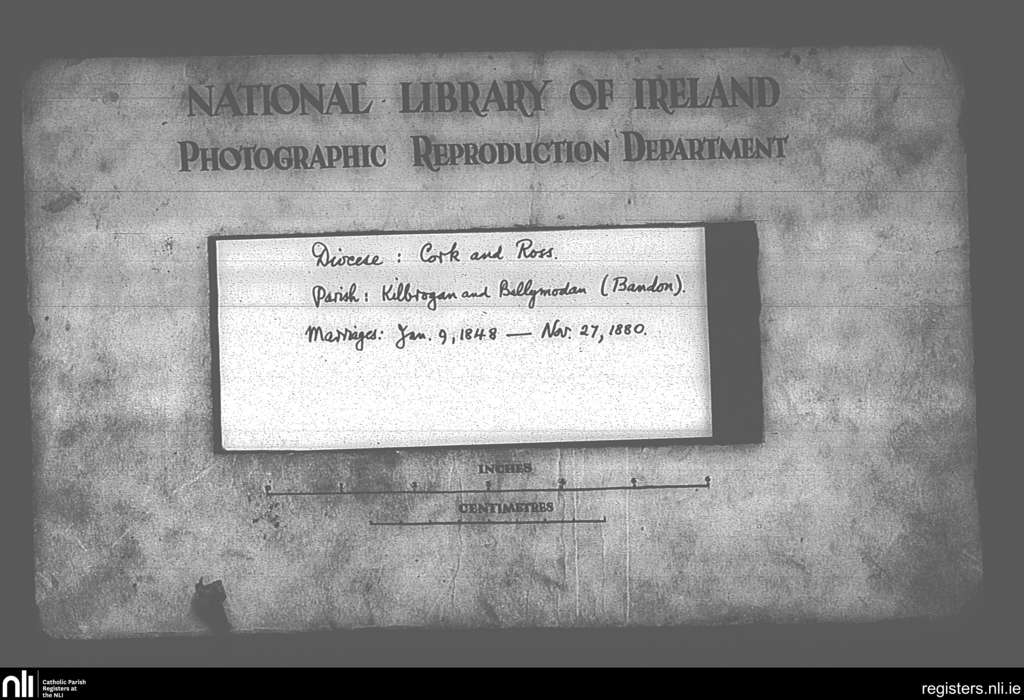 NATIONAL LIBRARY OF IRELAND
PHOTOGRAPHIC REPRODUCTION DEPARTMENT
Diocese : Cork and Ross.
Parish : Kilbrogan and Ballymodan (Bandon).
Marriages: Jan. 9, 1848 — Nov. 27, 1880.
INCHES
CENTIMETRES
nli
Catholic Parish
Registers at
the NLI
registers.nli.ie